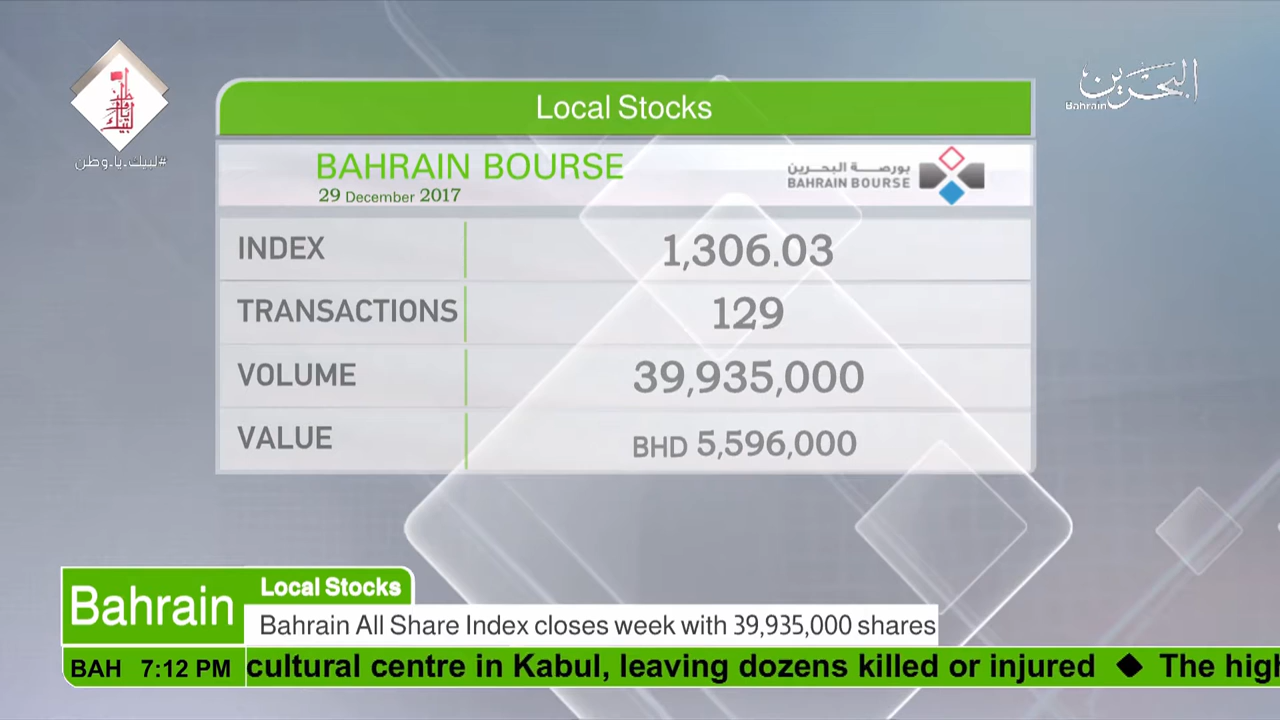 Local Stocks
البحرين
Bahrain
#لبيك_يا_وطن
BAHRAIN BOURSE
29 December 2017
بورصة البحرين
BAHRAIN BOURSE
INDEX 1,306.03
TRANSACTIONS 129
VOLUME 39,935,000
VALUE BHD 5,596,000
Bahrain
Local Stocks
Bahrain All Share Index closes week with 39,935,000 shares
BAH 7:12 PM cultural centre in Kabul, leaving dozens killed or injured ◆ The high